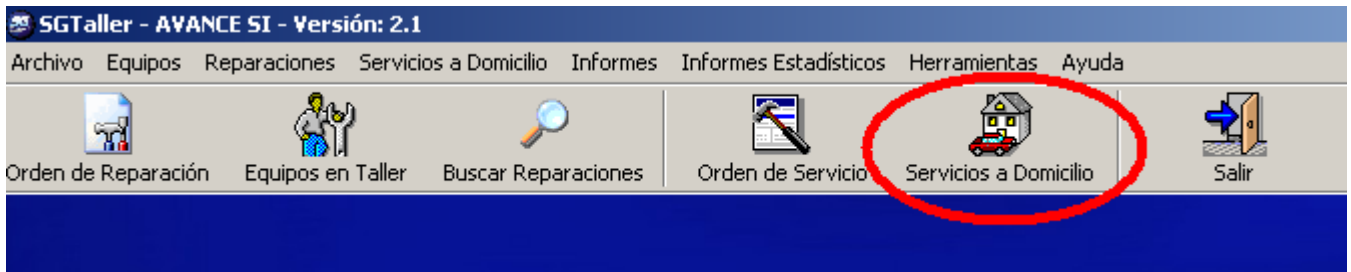 SGTaller - AVANCE SI - Versión: 2.1
Archivo Equipos Reparaciones Servicios a Domicilio Informes Informes Estadísticos Herramientas Ayuda
Orden de Reparación Equipos en Taller Buscar Reparaciones Orden de Servicio Servicios a Domicilio Salir